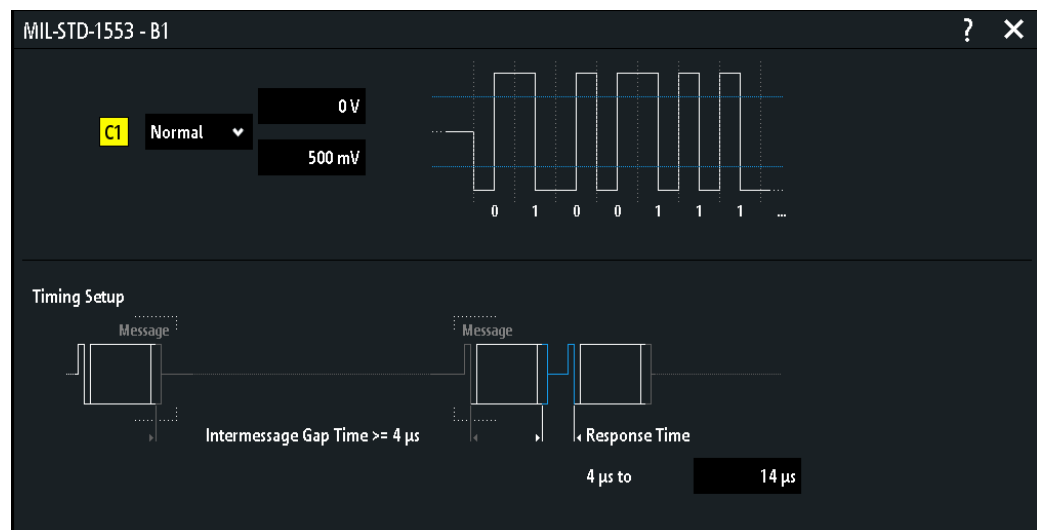 MIL-STD-1553 - B1 ? ✕
0 V
C1 Normal
500 mV
0 1 0 0 1 1 1 ...
Timing Setup
Message Message
Intermessage Gap Time >= 4 µs Response Time
4 µs to 14 µs